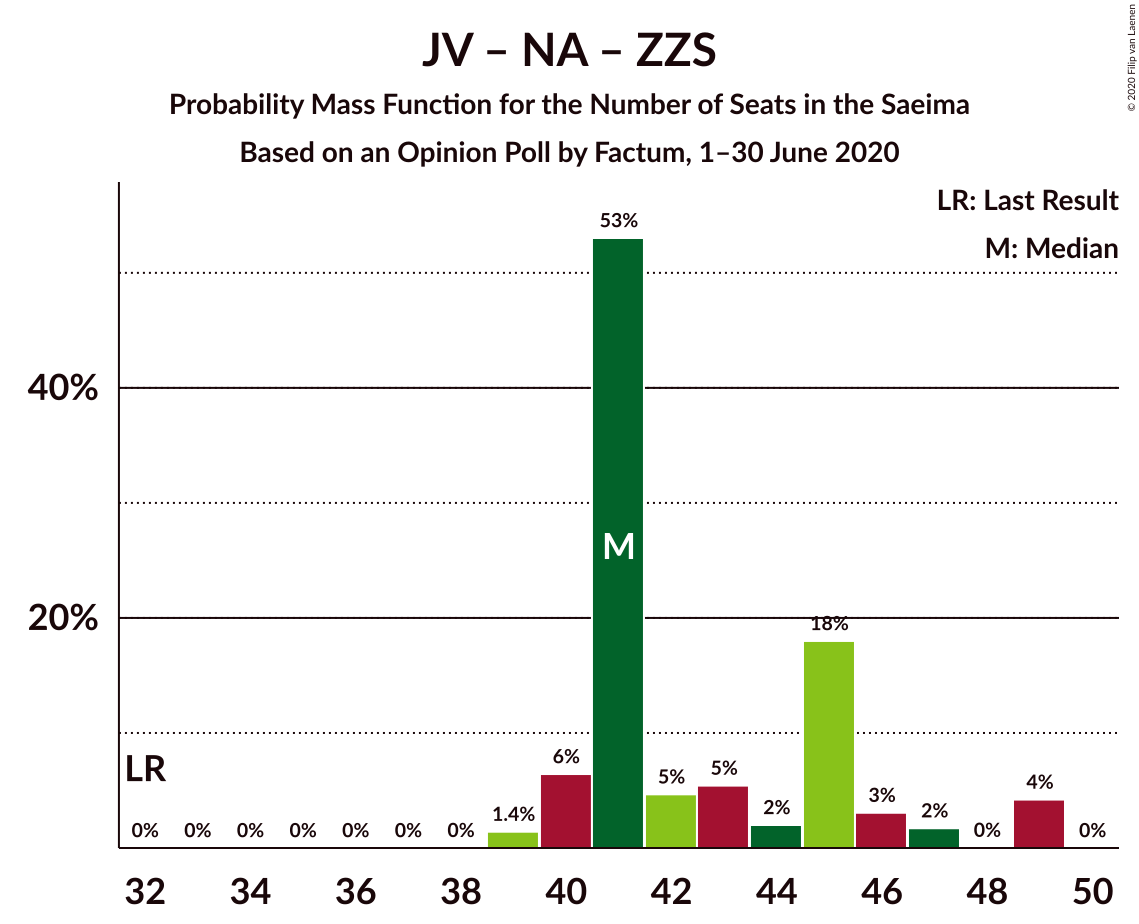 JV – NA – ZZS
Probability Mass Function for the Number of Seats in the Saeima
Based on an Opinion Poll by Factum, 1–30 June 2020
© 2020 Filip van Laenen
LR: Last Result
M: Median
53%
40%
M
20%
18%
LR
0% 0% 0% 0% 0% 0% 0% 1.4% 6% 5% 5% 2% 3% 2% 0% 4% 0%
32 34 36 38 40 42 44 46 48 50